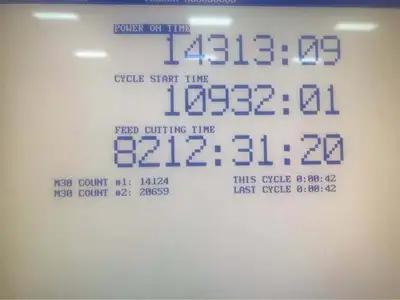 POWER ON TIME
14313:09
CYCLE START TIME
10932:01
FEED CUTTING TIME
8212:31:20
M30 COUNT #1: 14124
THIS CYCLE 0:00:42
M30 COUNT #2: 20659
LAST CYCLE 0:00:42